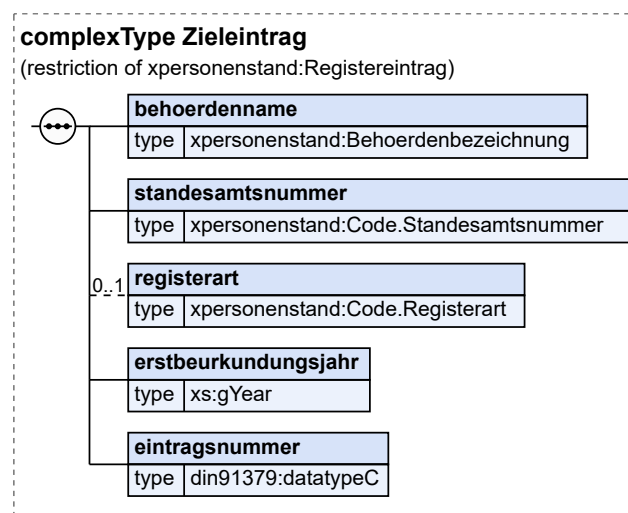 complexType Zieleintrag
(restriction of xpersonenstand:Registereintrag)
behoerdenname
type xpersonenstand:Behoerdenbezeichnung
standesamtsnummer
type xpersonenstand:Code.Standesamtsnummer
0..1
registerart
type xpersonenstand:Code.Registerart
erstbeurkundungsjahr
type xs:gYear
eintragsnummer
type din91379:datatypeC